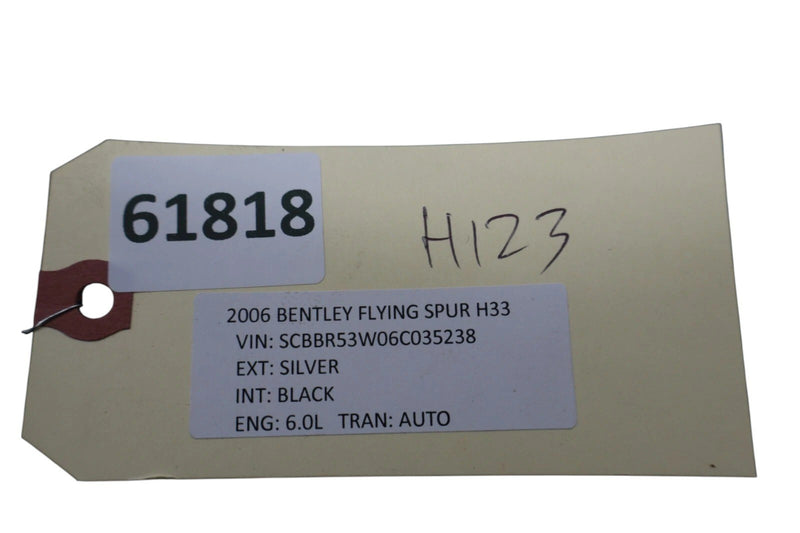 61818
H123
2006 BENTLEY FLYING SPUR H33
VIN: SCBBR53W06C035238
EXT: SILVER
INT: BLACK
ENG: 6.0L TRAN: AUTO